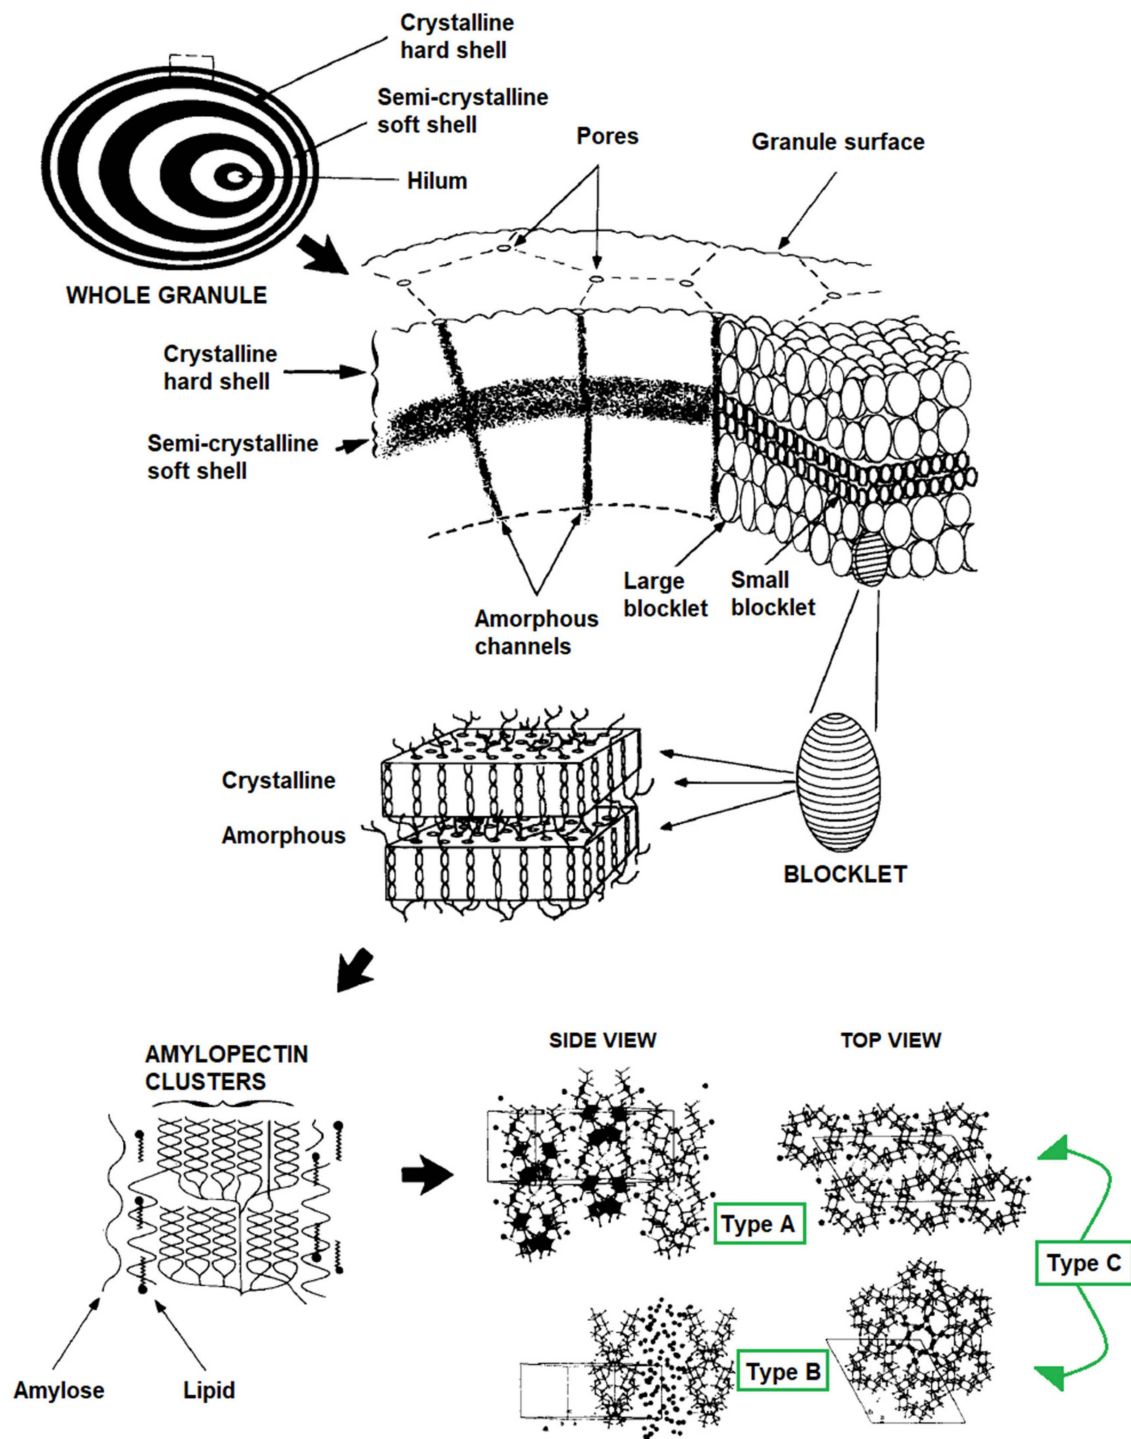 Crystalline
hard shell
Semi-crystalline
soft shell
Hilum
WHOLE GRANULE
Pores
Granule surface
Crystalline
hard shell
Semi-crystalline
soft shell
Amorphous
channels
Large
blocklet
Small
blocklet
Crystalline
Amorphous
BLOCKLET
AMYLOPECTIN
CLUSTERS
SIDE VIEW
TOP VIEW
Type A
Type C
Type B
Amylose
Lipid